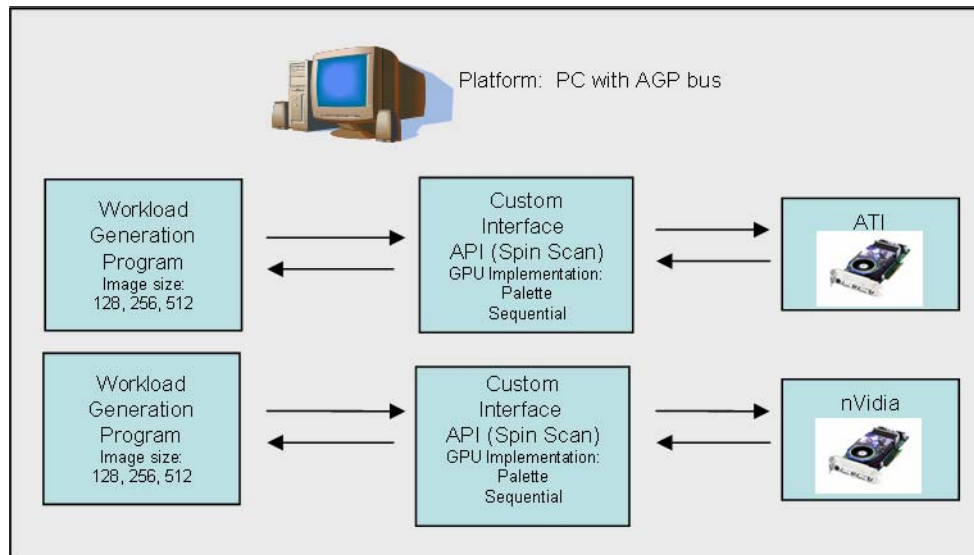 Platform: PC with AGP bus
Workload
Generation
Program
Image size:
128, 256, 512
Custom
Interface
API (Spin Scan)
GPU Implementation:
Palette
Sequential
ATI
Workload
Generation
Program
Image size:
128, 256, 512
Custom
Interface
API (Spin Scan)
GPU Implementation:
Palette
Sequential
nVidia